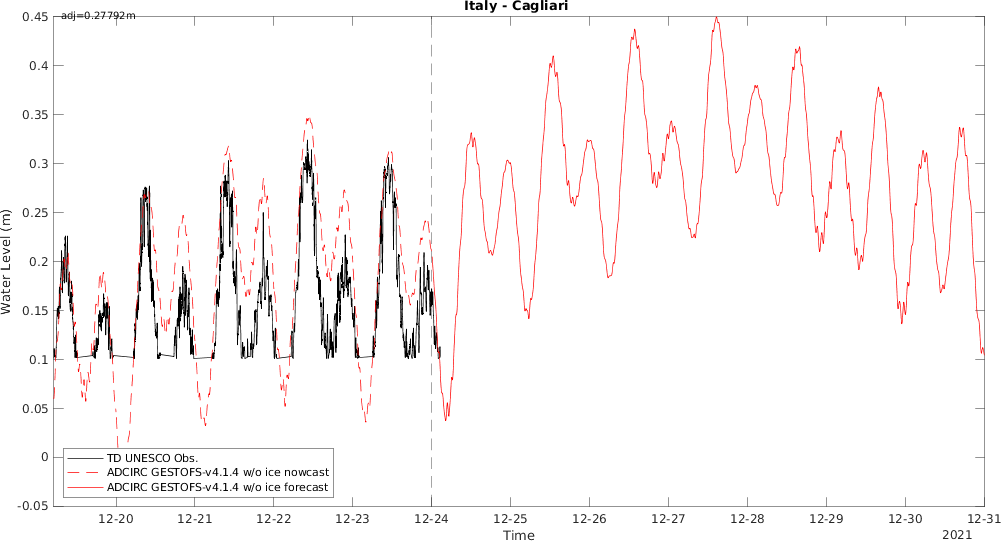 Italy - Cagliari
adj=0.27792m
0.45
0.4
0.35
0.3
0.25
0.2
0.15
0.1
0.05
0
-0.05
Water Level (m)
TD UNESCO Obs.
ADCIRC GESTOFS-v4.1.4 w/o ice nowcast
ADCIRC GESTOFS-v4.1.4 w/o ice forecast
12-20 12-21 12-22 12-23 12-24 12-25 12-26 12-27 12-28 12-29 12-30 12-31
Time
2021